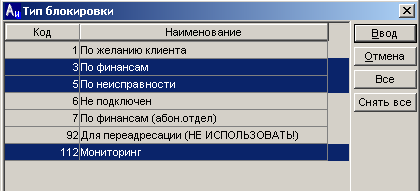 Aц Тип блокировки
Код Наименование
1 По желанию клиента
3 По финансам
5 По неисправности
6 Не подключен
7 По финансам (абон.отдел)
92 Для переадресации (НЕ ИСПОЛЬЗОВАТЬ!)
112 Мониторинг
Ввод
Отмена
Все
Снять все